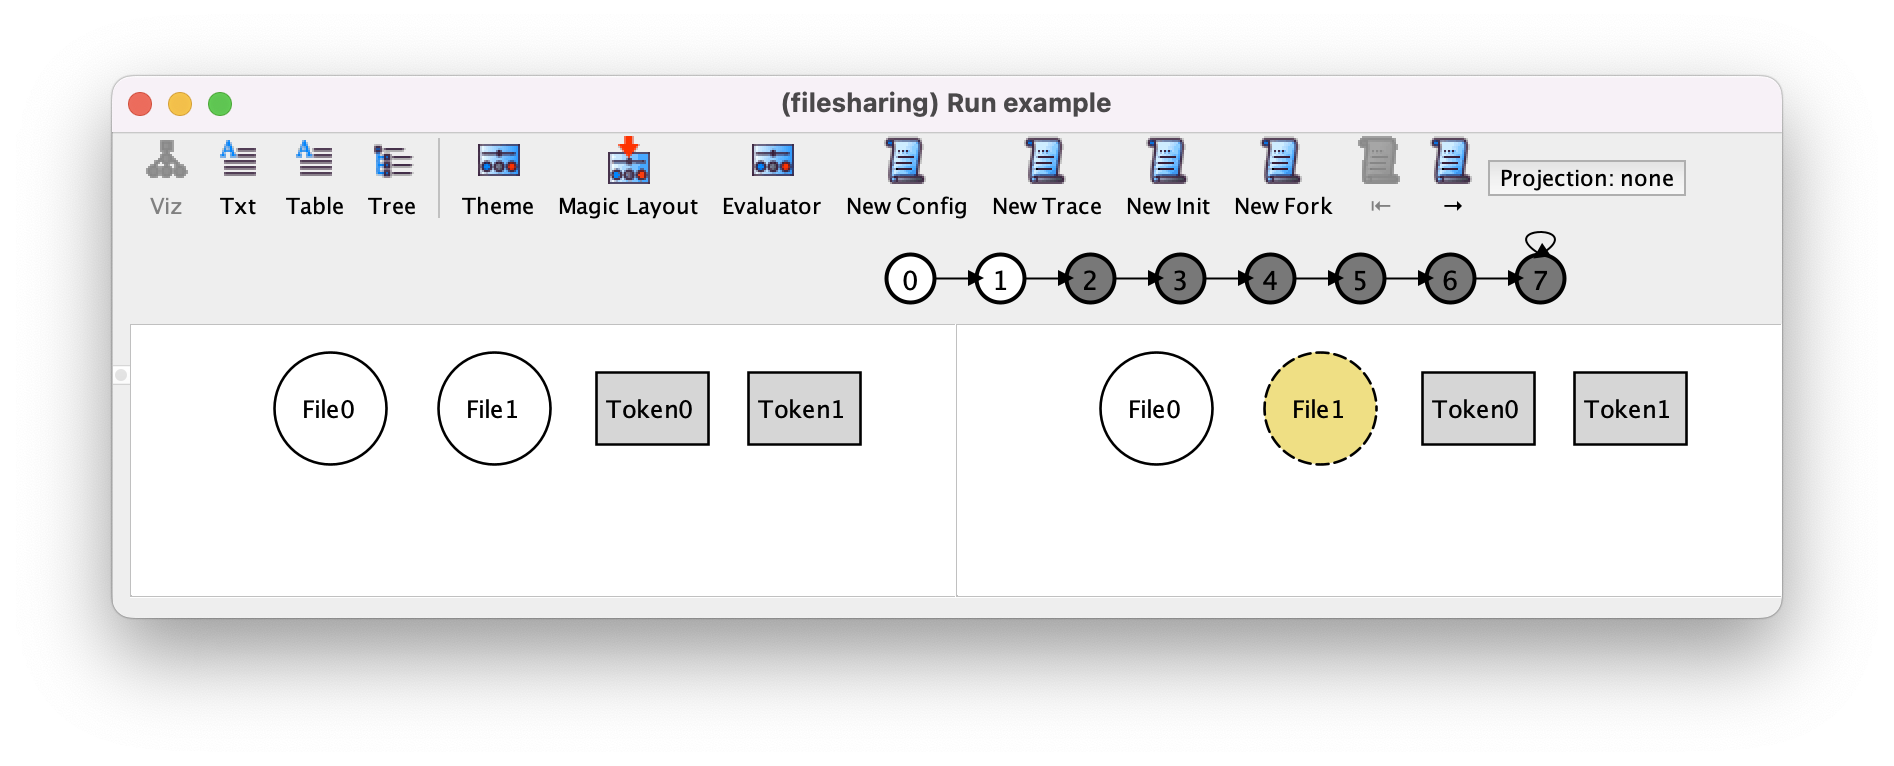 (filesharing) Run example
Viz Txt Table Tree Theme Magic Layout Evaluator New Config New Trace New Init New Fork ⇤ → Projection: none
0 1 2 3 4 5 6 7
File0 File1 Token0 Token1 File0 File1 Token0 Token1